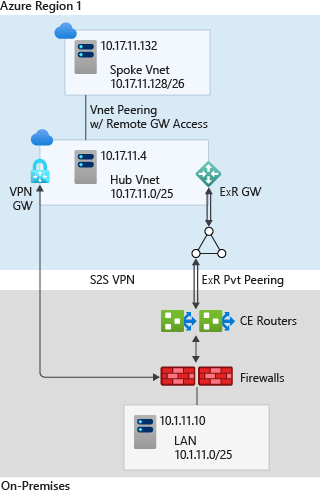 Azure Region 1
10.17.11.132
Spoke Vnet
10.17.11.128/26
Vnet Peering
w/ Remote GW Access
10.17.11.4
Hub Vnet
10.17.11.0/25
VPN
GW
ExR GW
S2S VPN
ExR Pvt Peering
CE Routers
Firewalls
10.1.11.10
LAN
10.1.11.0/25
On-Premises